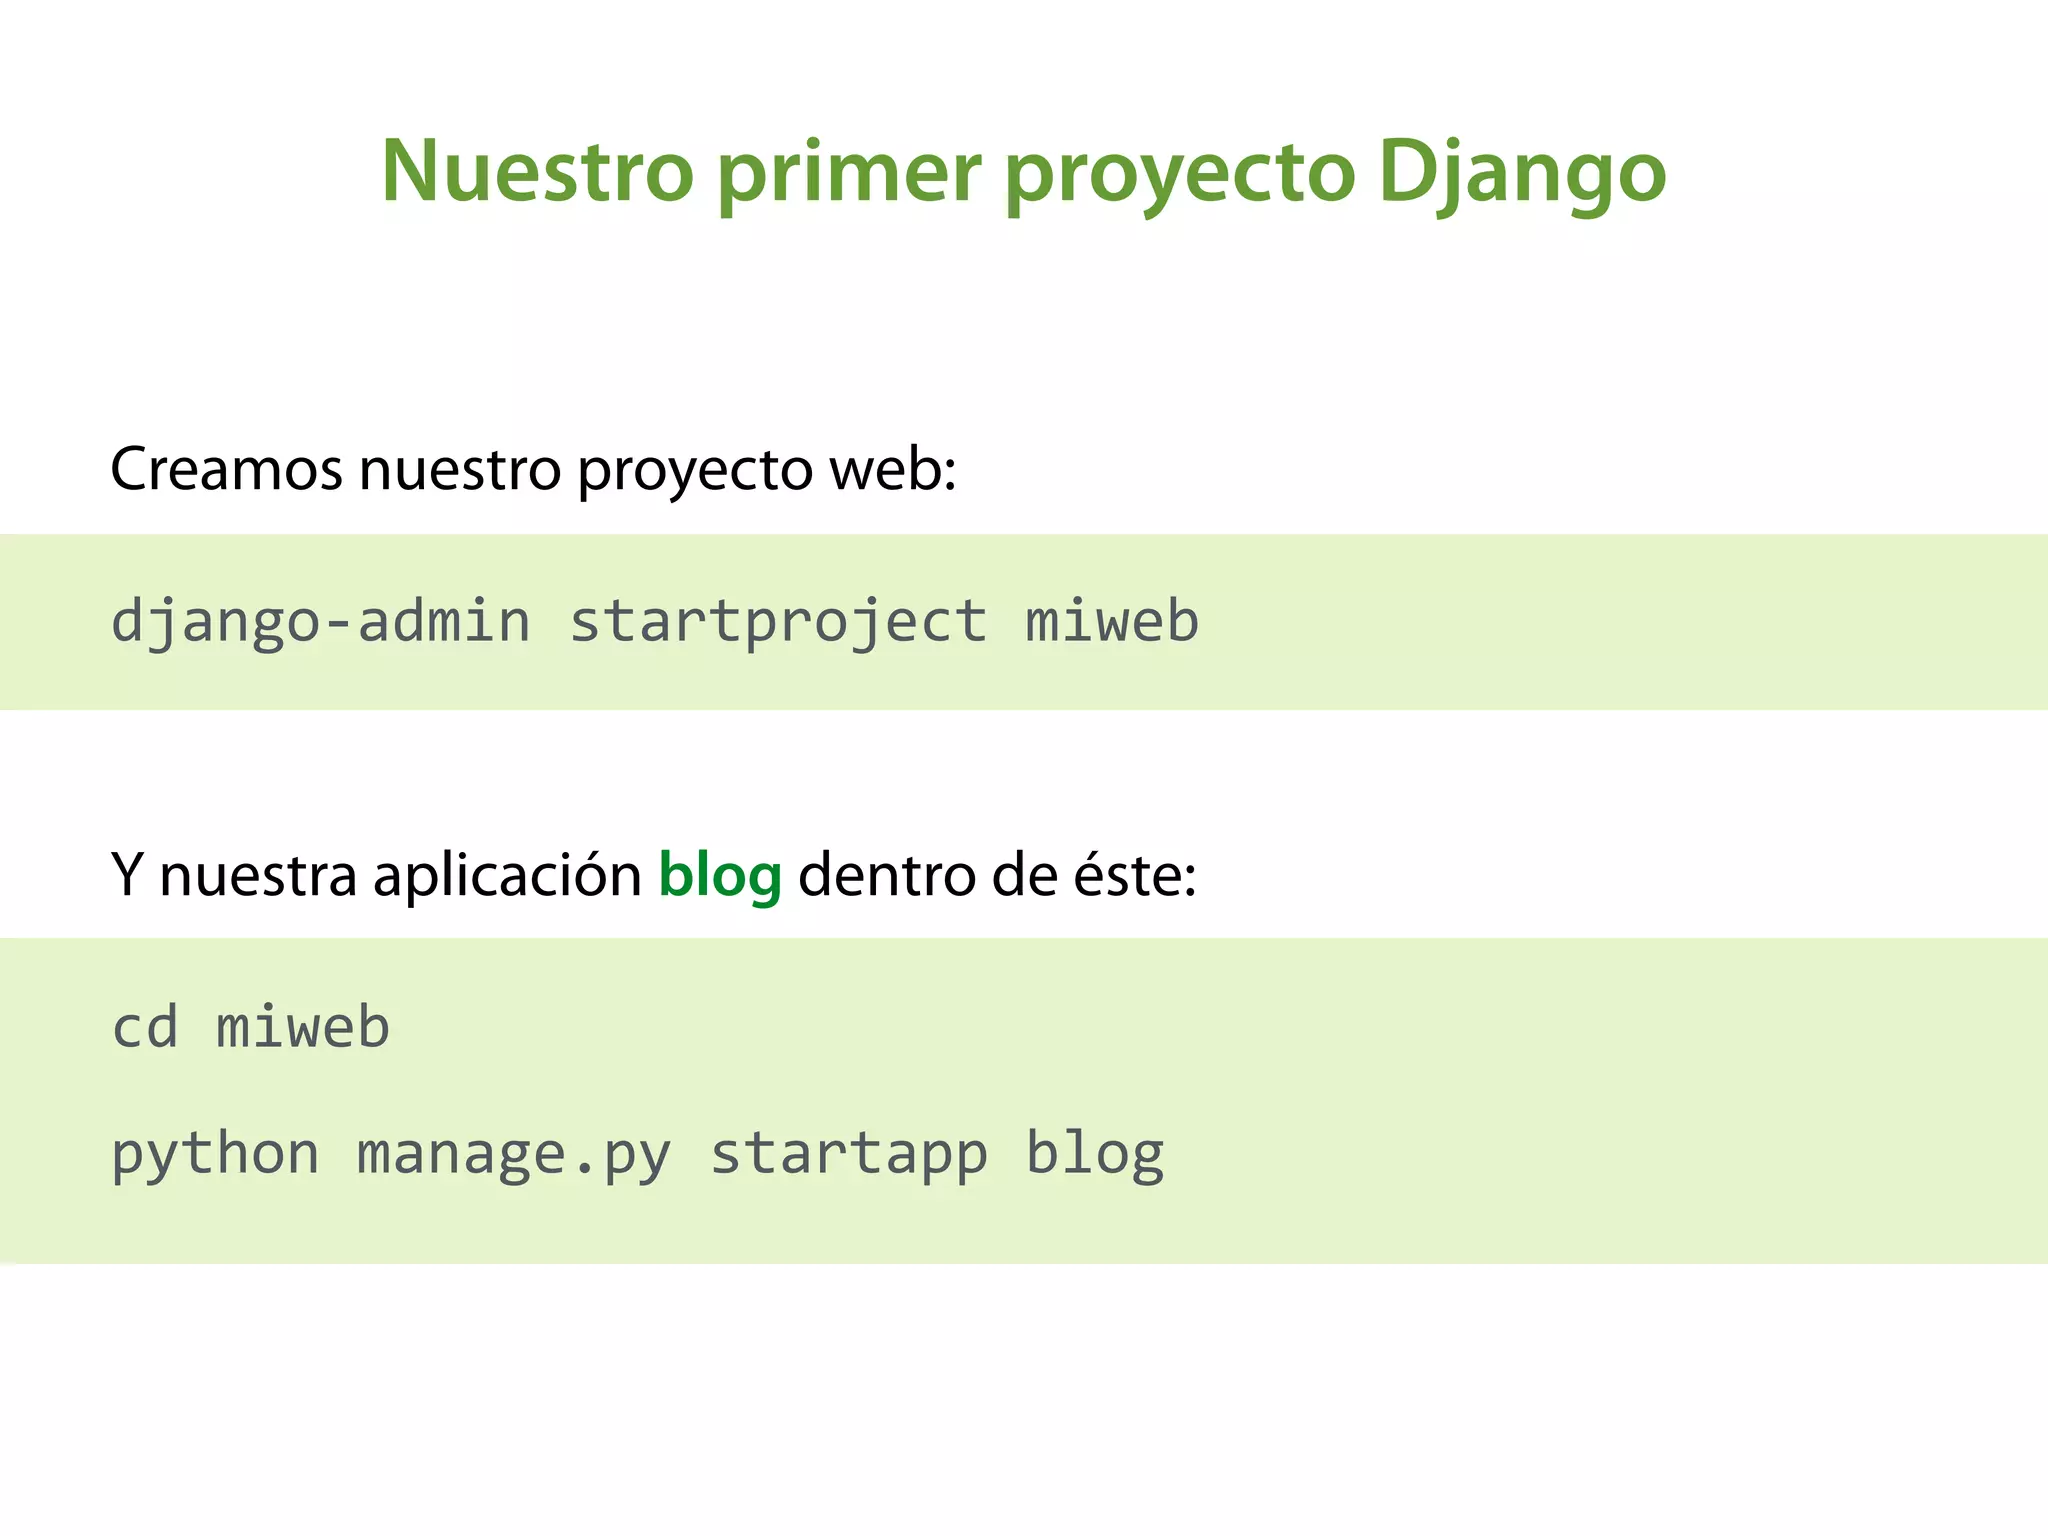 Nuestro primer proyecto Django
Creamos nuestro proyecto web:
django-admin startproject miweb
Y nuestra aplicación blog dentro de éste:
cd miweb
python manage.py startapp blog